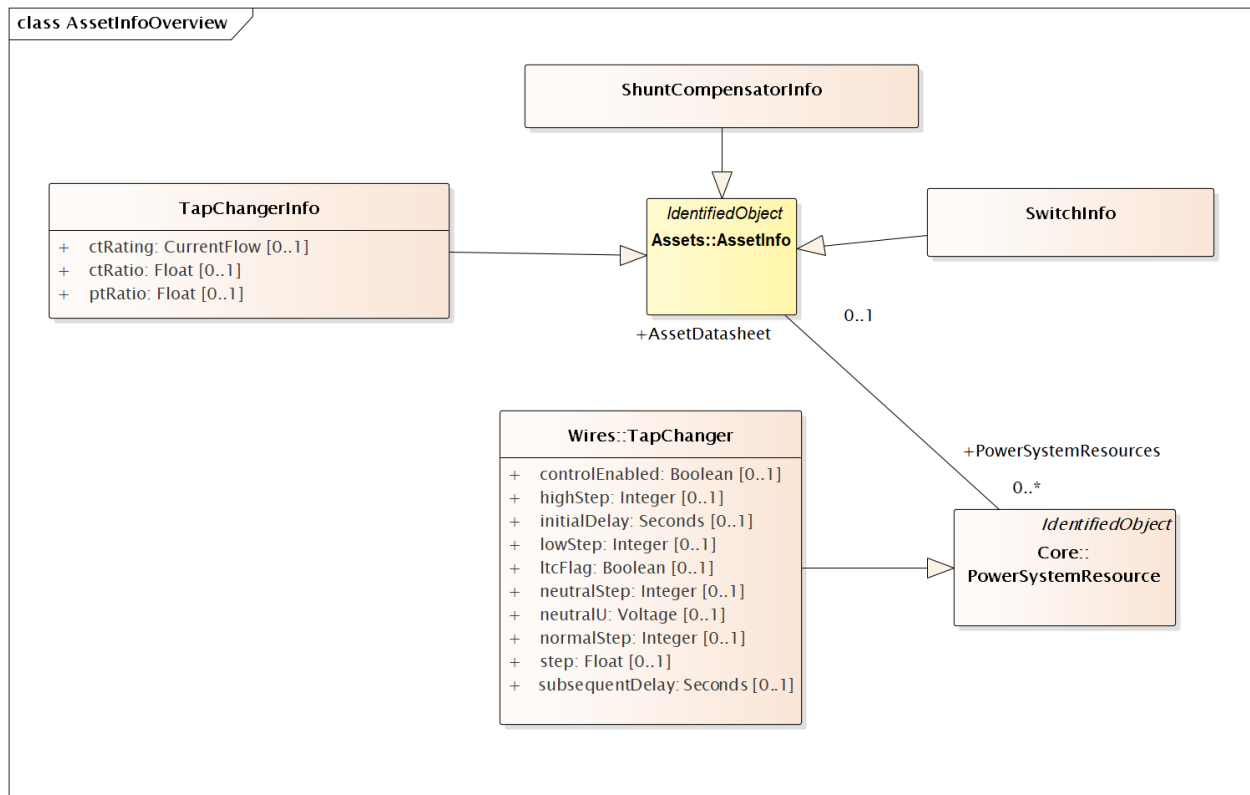 class AssetInfoOverview
ShuntCompensatorInfo
TapChangerInfo
+ ctRating: CurrentFlow [0..1]
+ ctRatio: Float [0..1]
+ ptRatio: Float [0..1]
IdentifiedObject
Assets::AssetInfo
SwitchInfo
+AssetDatasheet
0..1
Wires::TapChanger
+ controlEnabled: Boolean [0..1]
+ highStep: Integer [0..1]
+ initialDelay: Seconds [0..1]
+ lowStep: Integer [0..1]
+ ltcFlag: Boolean [0..1]
+ neutralStep: Integer [0..1]
+ neutralU: Voltage [0..1]
+ normalStep: Integer [0..1]
+ step: Float [0..1]
+ subsequentDelay: Seconds [0..1]
+PowerSystemResources
0..*
IdentifiedObject
Core::
PowerSystemResource